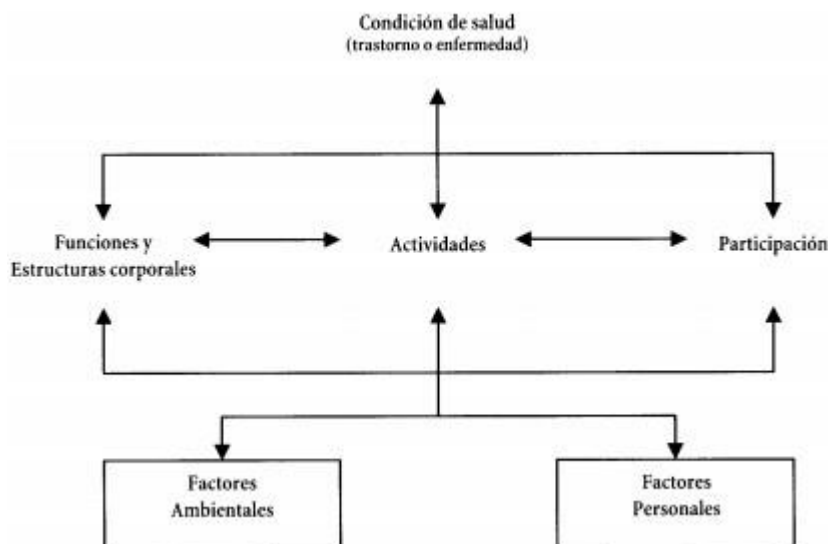 Condición de salud
(trastorno o enfermedad)
Funciones y
Estructuras corporales
Actividades
Participación
Factores
Ambientales
Factores
Personales